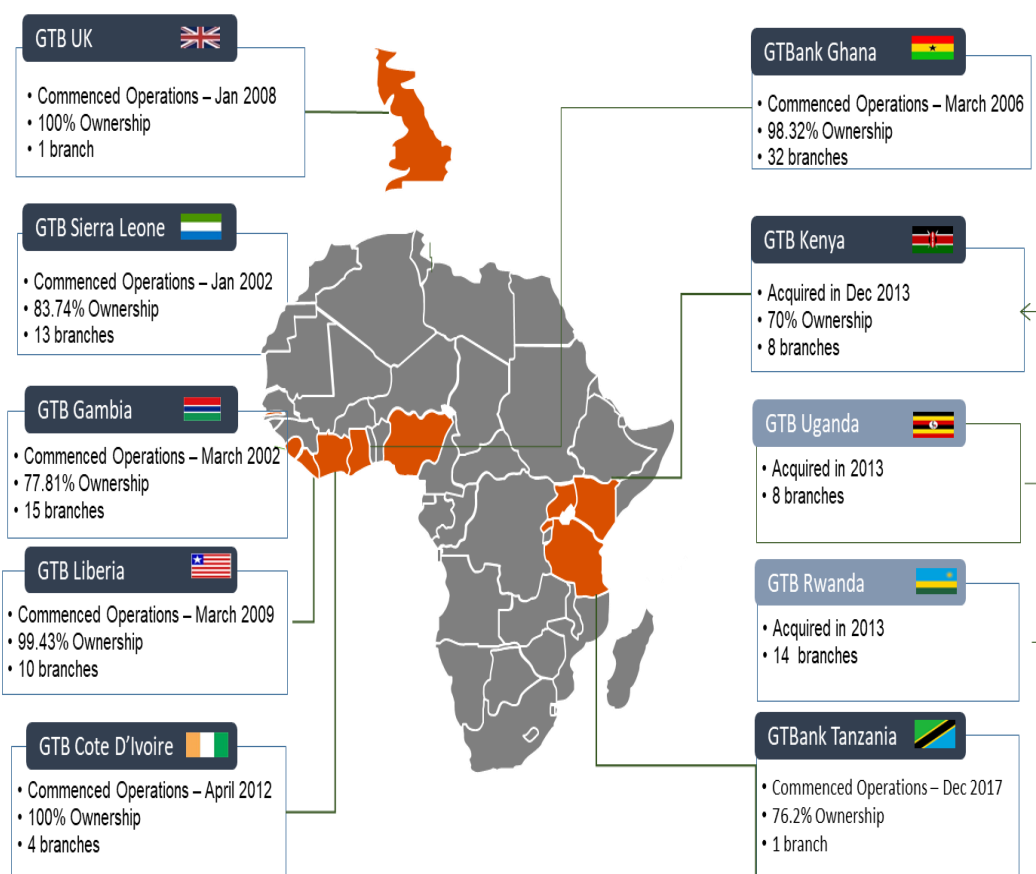 GTB UK
• Commenced Operations – Jan 2008
• 100% Ownership
• 1 branch
GTB Sierra Leone
• Commenced Operations – Jan 2002
• 83.74% Ownership
• 13 branches
GTB Gambia
• Commenced Operations – March 2002
• 77.81% Ownership
• 15 branches
GTB Liberia
• Commenced Operations – March 2009
• 99.43% Ownership
• 10 branches
GTB Cote D’Ivoire
• Commenced Operations – April 2012
• 100% Ownership
• 4 branches
GTBank Ghana
• Commenced Operations – March 2006
• 98.32% Ownership
• 32 branches
GTB Kenya
• Acquired in Dec 2013
• 70% Ownership
• 8 branches
GTB Uganda
• Acquired in 2013
• 8 branches
GTB Rwanda
• Acquired in 2013
• 14 branches
GTBank Tanzania
• Commenced Operations – Dec 2017
• 76.2% Ownership
• 1 branch